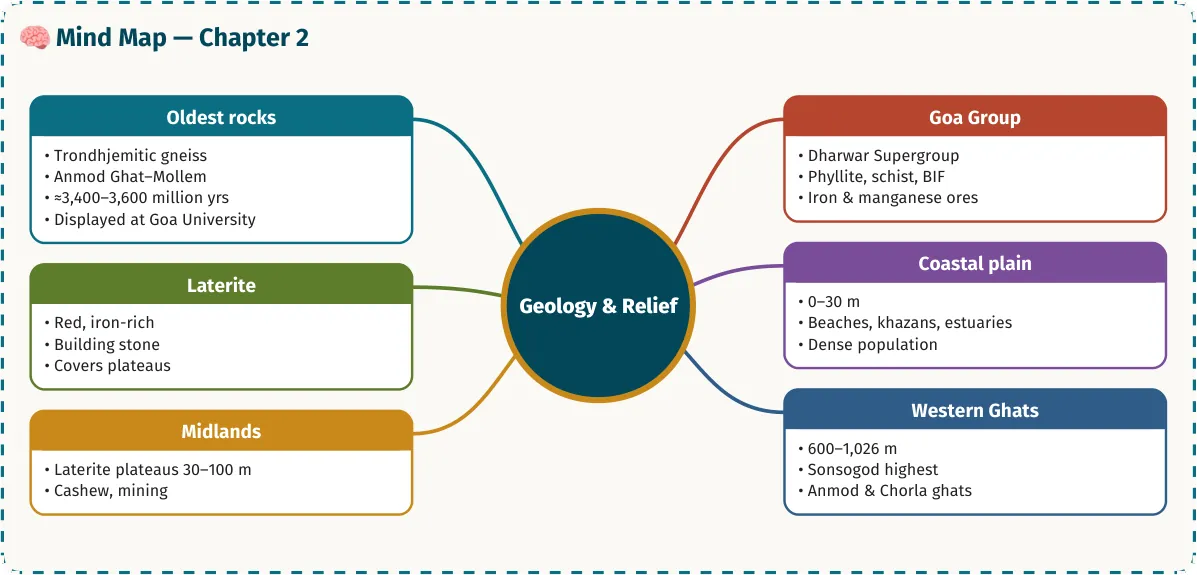 🧠 Mind Map — Chapter 2
Oldest rocks
• Trondhjemitic gneiss
• Anmod Ghat–Mollem
• ≈3,400–3,600 million yrs
• Displayed at Goa University
Laterite
• Red, iron-rich
• Building stone
• Covers plateaus
Midlands
• Laterite plateaus 30–100 m
• Cashew, mining
Geology & Relief
Goa Group
• Dharwar Supergroup
• Phyllite, schist, BIF
• Iron & manganese ores
Coastal plain
• 0–30 m
• Beaches, khazans, estuaries
• Dense population
Western Ghats
• 600–1,026 m
• Sonsogod highest
• Anmod & Chorla ghats